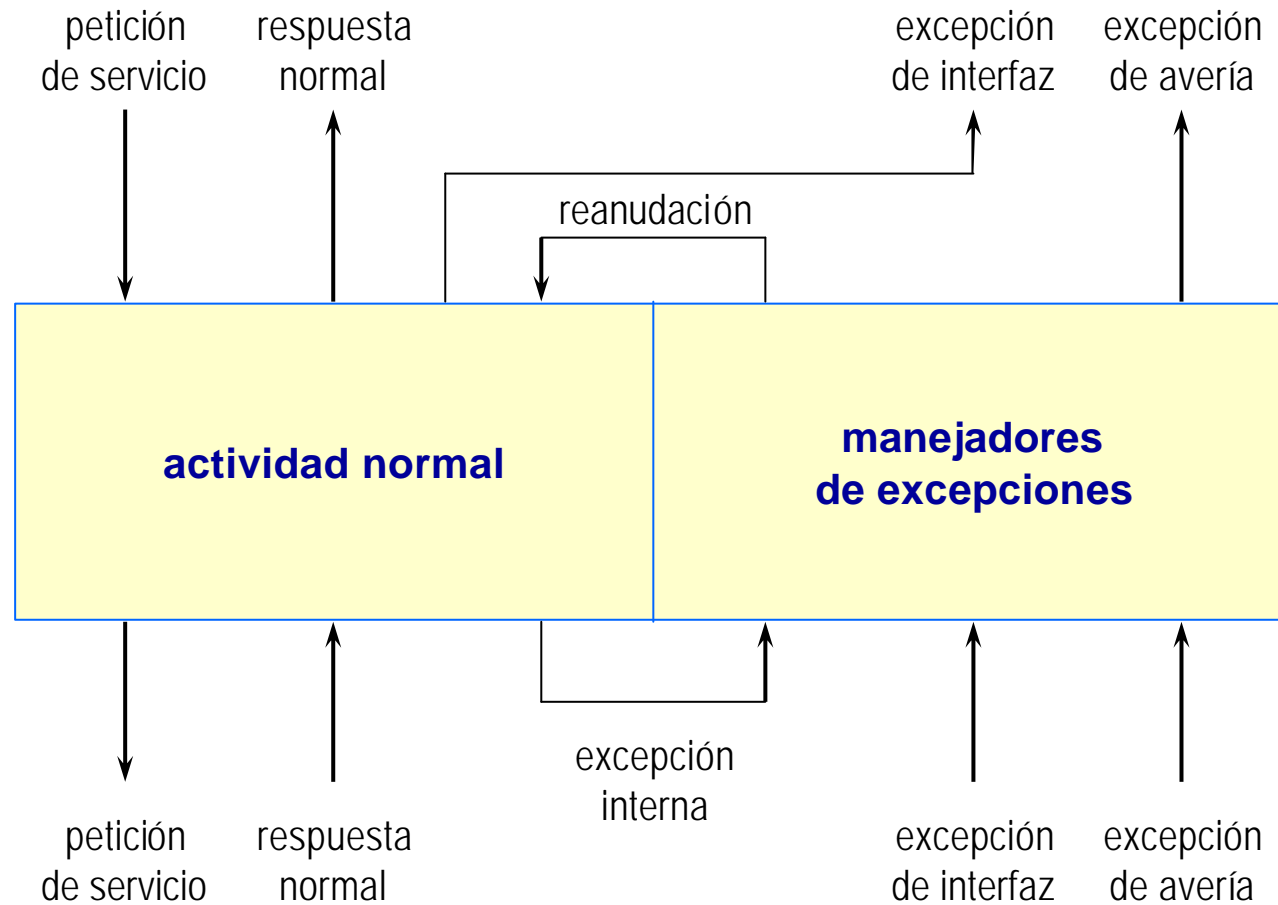 petición
de servicio
respuesta
normal
excepción
de interfaz
excepción
de avería
reanudación
actividad normal
manejadores
de excepciones
excepción
interna
petición
de servicio
respuesta
normal
excepción
de interfaz
excepción
de avería